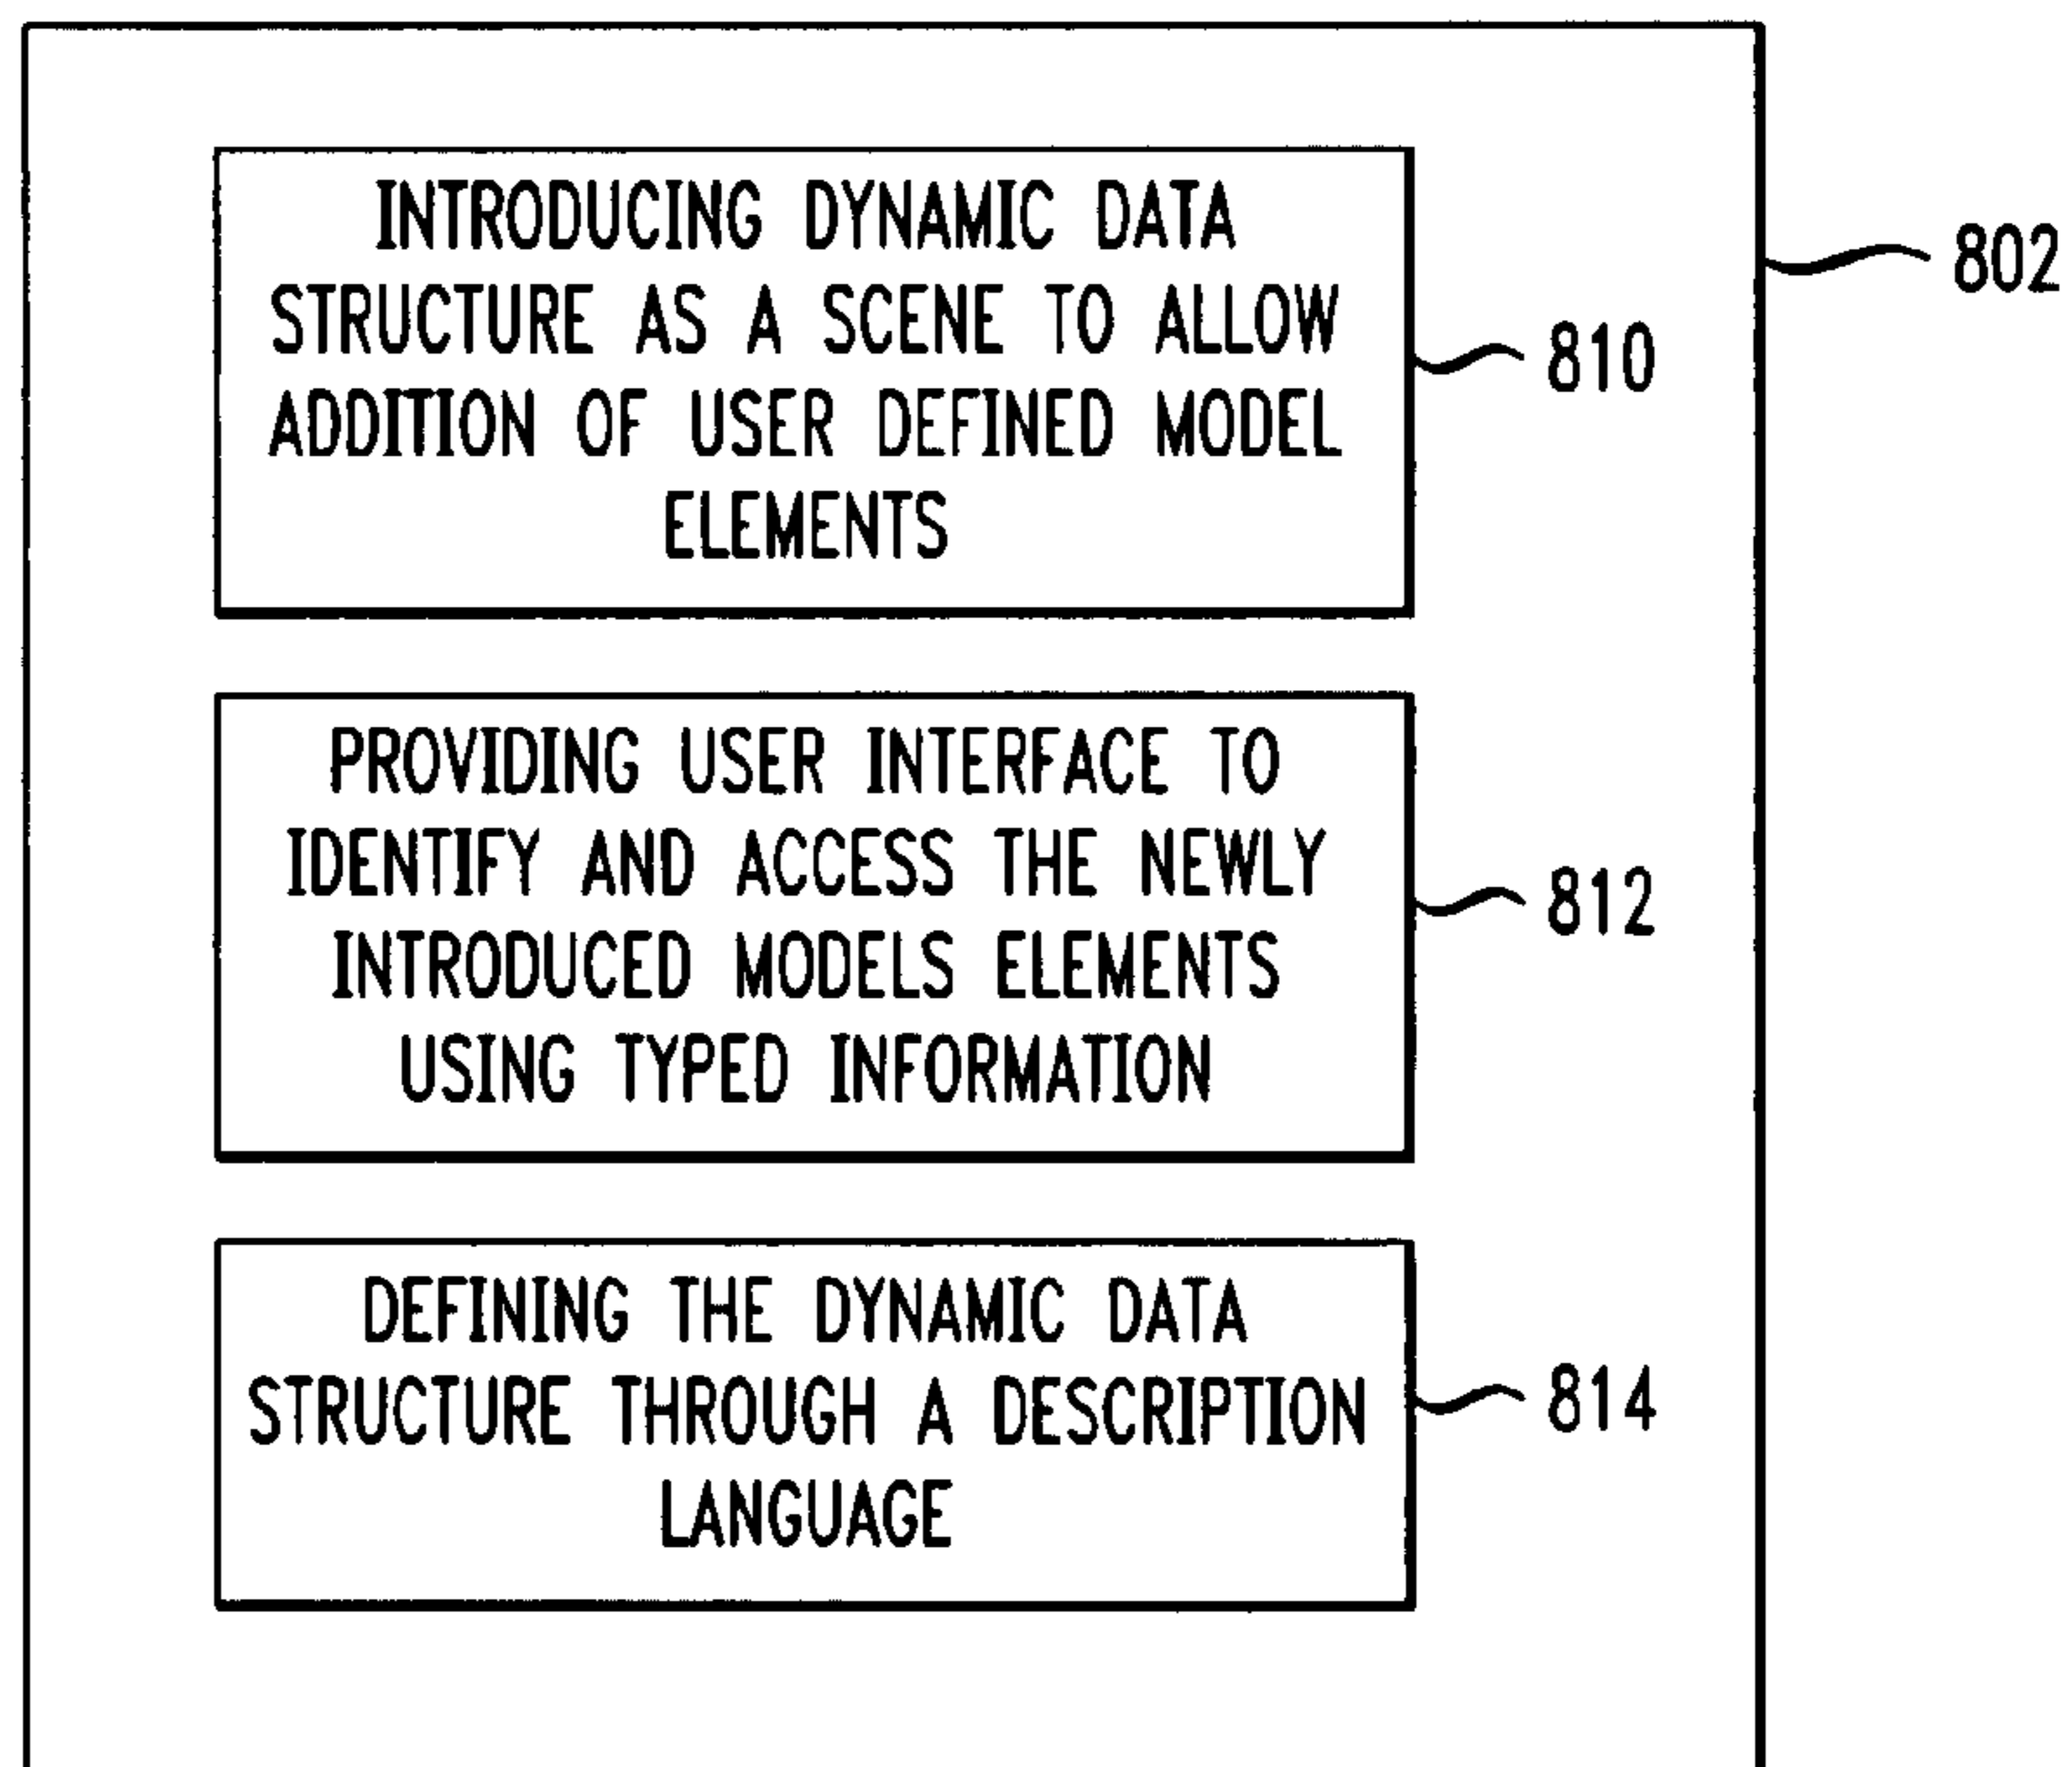 INTRODUCING DYNAMIC DATA
STRUCTURE AS A SCENE TO ALLOW
ADDITION OF USER DEFINED MODEL
ELEMENTS
802
810
PROVIDING USER INTERFACE TO
IDENTIFY AND ACCESS THE NEWLY
INTRODUCED MODELS ELEMENTS
USING TYPED INFORMATION
812
DEFINING THE DYNAMIC DATA
STRUCTURE THROUGH A DESCRIPTION
LANGUAGE
814